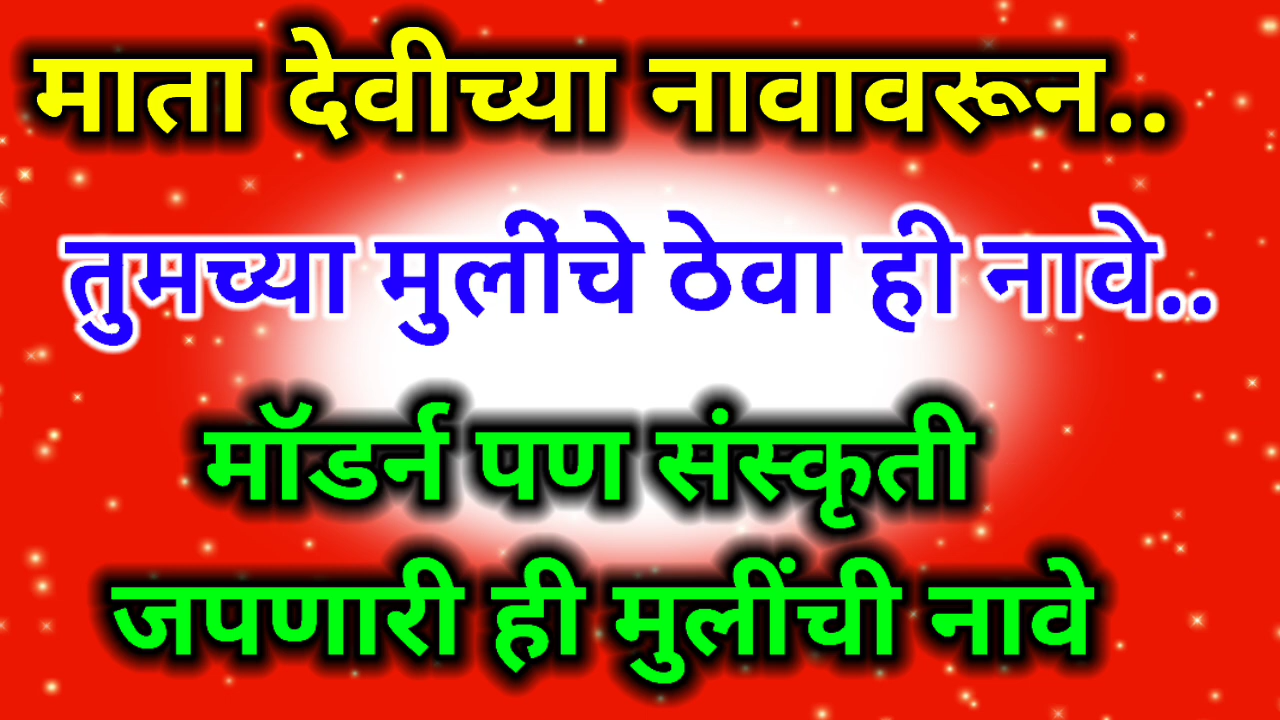 माता देवीच्या नावावरून..
तुमच्या मुलींचे ठेवा ही नावे..
मॉडर्न पण संस्कृती
जपणारी ही मुलींची नावे